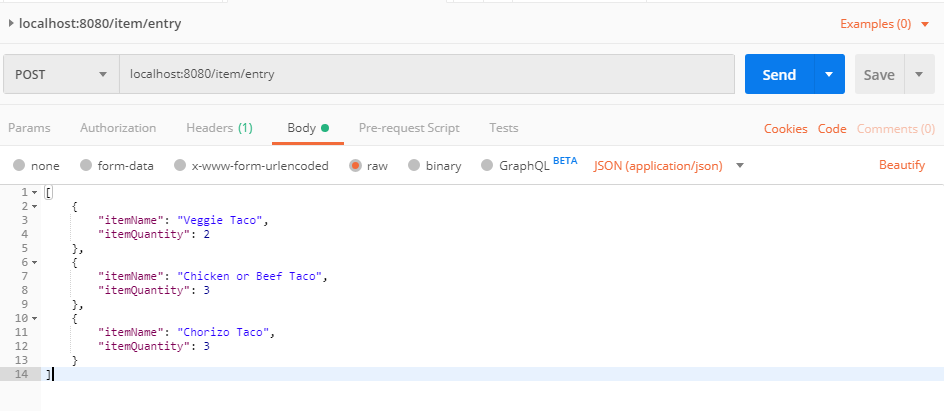 localhost:8080/item/entry
Examples (0)
POST
localhost:8080/item/entry
Send
Save
Params Authorization Headers (1) Body Pre-request Script Tests Cookies Code Comments (0)
none form-data x-www-form-urlencoded raw binary GraphQL BETA JSON (application/json) Beautify
1 [
2 {
3 "itemName": "Veggie Taco",
4 "itemQuantity": 2
5 },
6 {
7 "itemName": "Chicken or Beef Taco",
8 "itemQuantity": 3
9 },
10 {
11 "itemName": "Chorizo Taco",
12 "itemQuantity": 3
13 }
14 ]